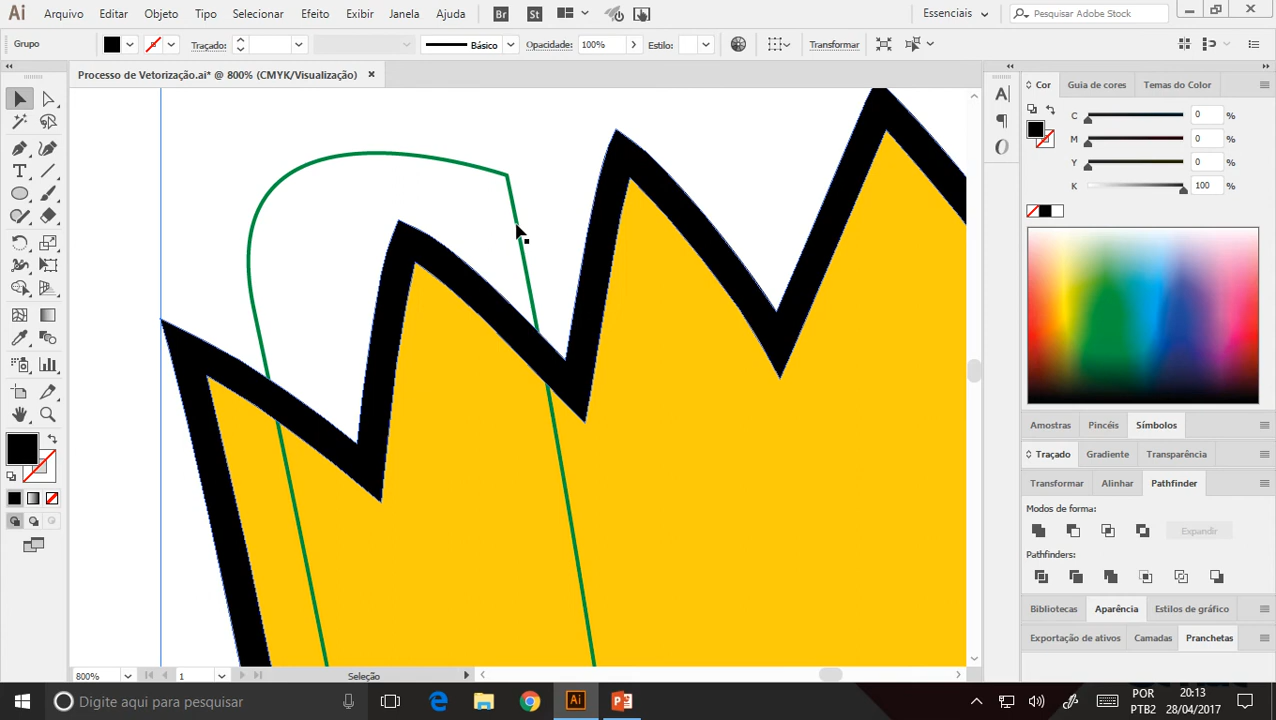 Ai Arquivo Editar Objeto Tipo Selecionar Efeito Exibir Janela Ajuda Br St Essenciais Pesquisar Adobe Stock
Grupo Traçado: Básico Opacidade: 100% Estilo: Transformar
Processo de Vetorização.ai* @ 800% (CMYK/Visualização)
Cor Guia de cores Temas do Color
C 0 %
M 0 %
Y 0 %
K 100 %
Amostras Pincéis Símbolos
Traçado Gradiente Transparência
Transformar Alinhar Pathfinder
Modos de forma:
Expandir
Pathfinders:
Bibliotecas Aparência Estilos de gráfico
Exportação de ativos Camadas Pranchetas
800% 1 Seleção
Digite aqui para pesquisar
POR 20:13
PTB2 28/04/2017